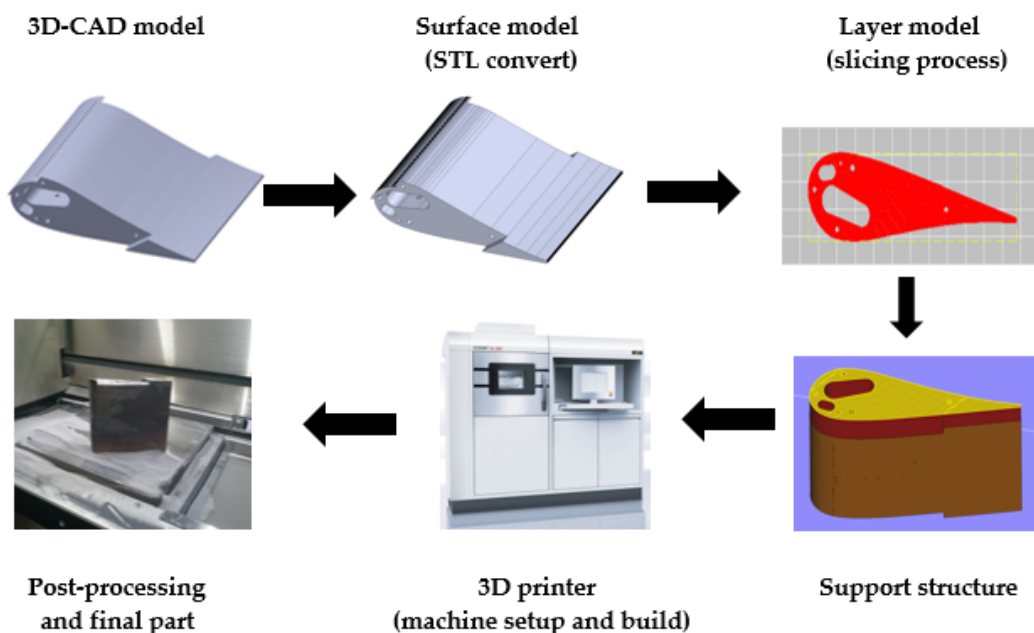 3D-CAD model
Surface model
(STL convert)
Layer model
(slicing process)
Post-processing
and final part
3D printer
(machine setup and build)
Support structure